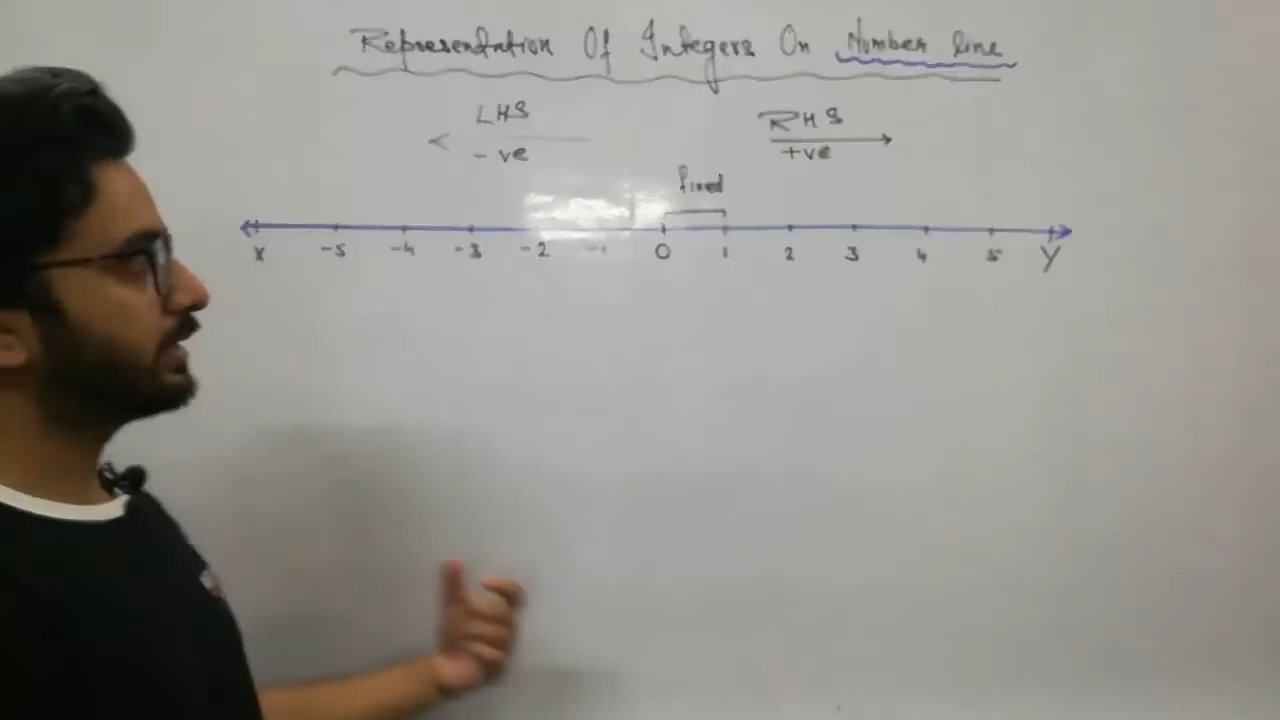 Representation Of Integers On Number line
LHS
- ve
RHS
+ve
fixed
X -5 -4 -3 -2 -1 0 1 2 3 4 5 Y